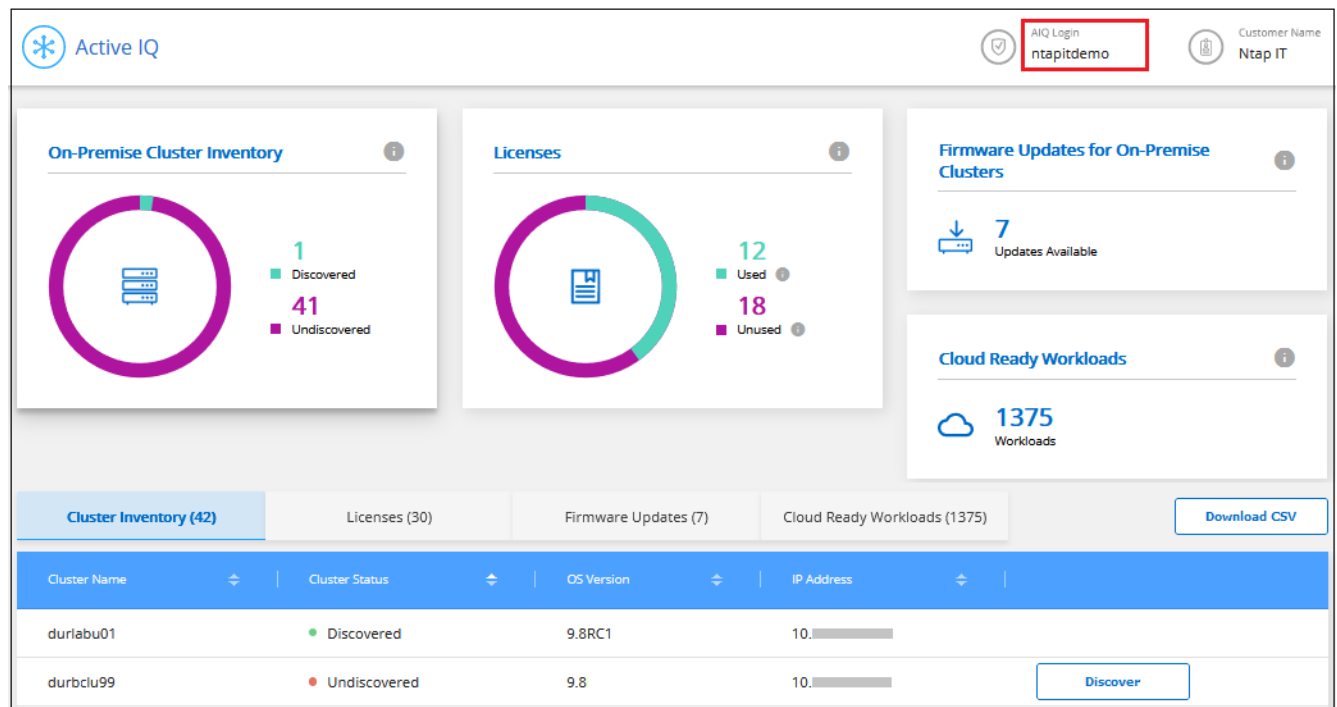 Active IQ
AIQ Login
ntapitdemo
Customer Name
Ntap IT
On-Premise Cluster Inventory
1
Discovered
41
Undiscovered
Licenses
12
Used
18
Unused
Firmware Updates for On-Premise
Clusters
7
Updates Available
Cloud Ready Workloads
1375
Workloads
Cluster Inventory (42)
Licenses (30)
Firmware Updates (7)
Cloud Ready Workloads (1375)
Download CSV
Cluster Name
Cluster Status
OS Version
IP Address
durlabu01
Discovered
9.8RC1
10.
durbclu99
Undiscovered
9.8
10.
Discover